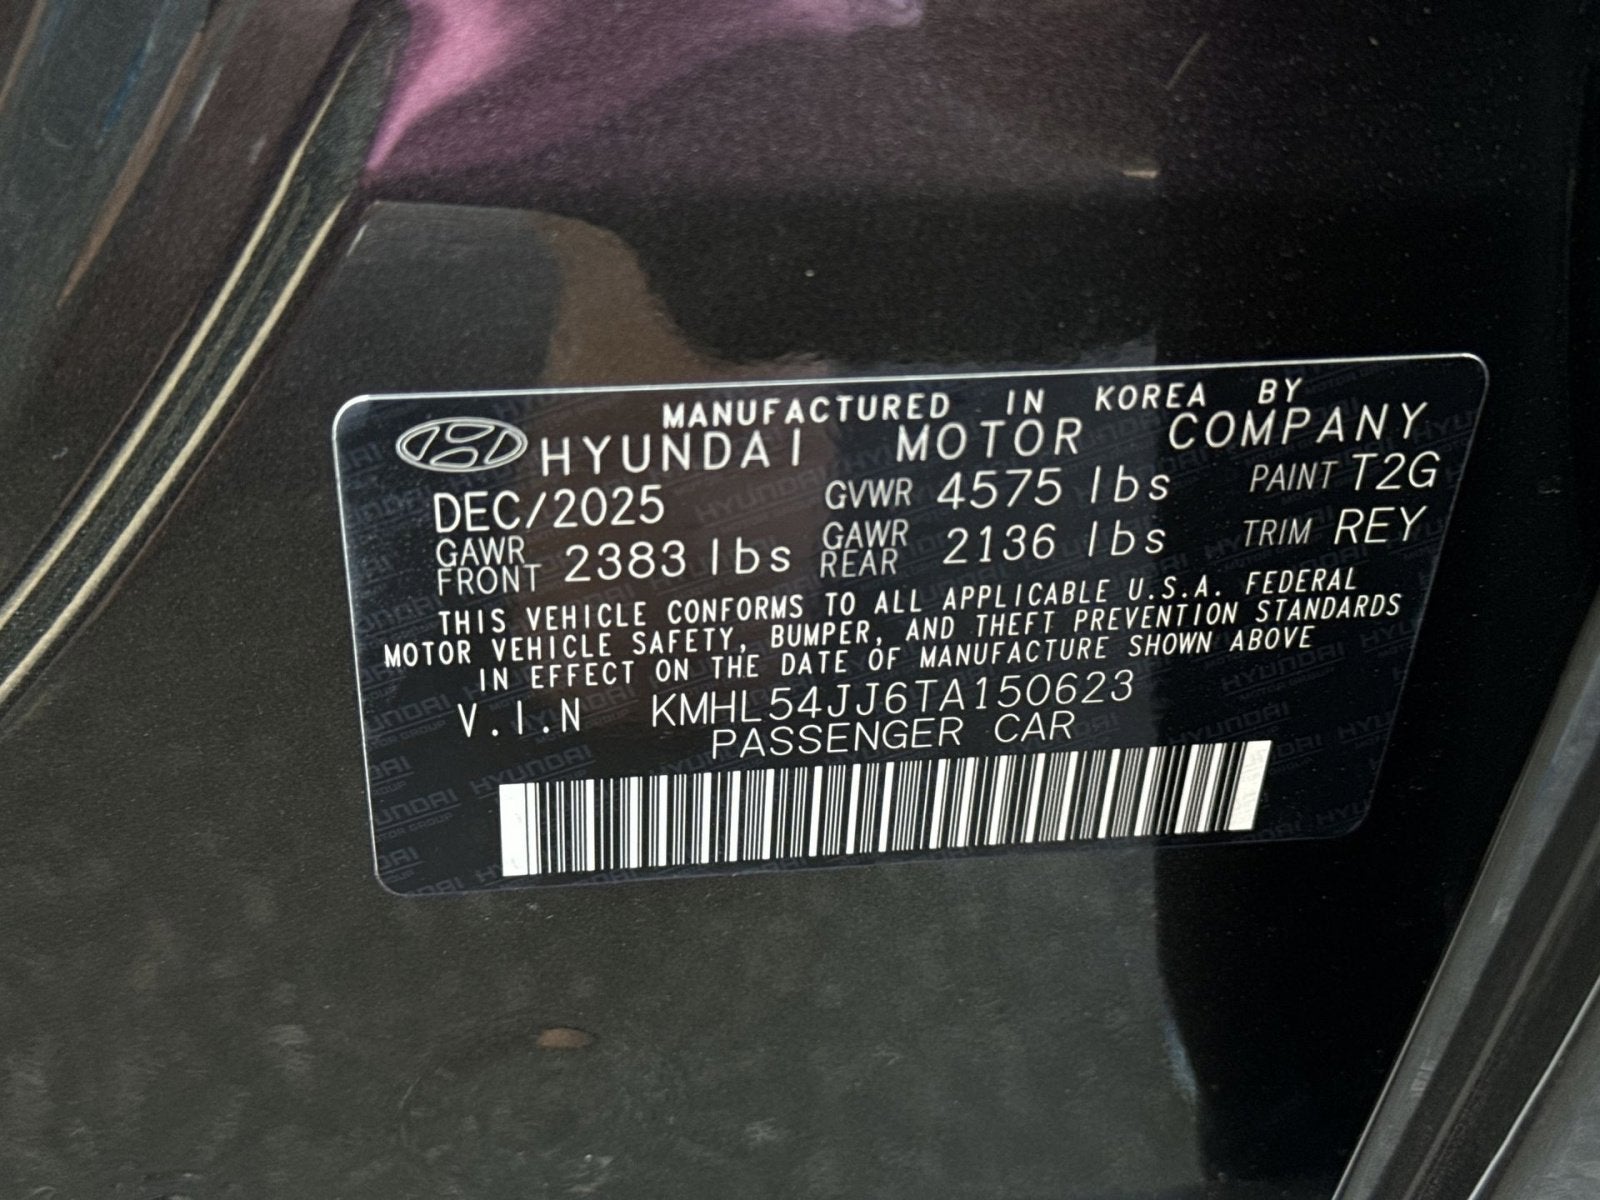 MANUFACTURED IN KOREA BY
HYUNDAI MOTOR COMPANY
DEC/2025 GVWR 4575 lbs PAINT T2G
GAWR FRONT 2383 lbs GAWR REAR 2136 lbs TRIM REY
THIS VEHICLE CONFORMS TO ALL APPLICABLE U.S.A. FEDERAL
MOTOR VEHICLE SAFETY, BUMPER, AND THEFT PREVENTION STANDARDS
IN EFFECT ON THE DATE OF MANUFACTURE SHOWN ABOVE
V.I.N KMHL54JJ6TA150623
PASSENGER CAR